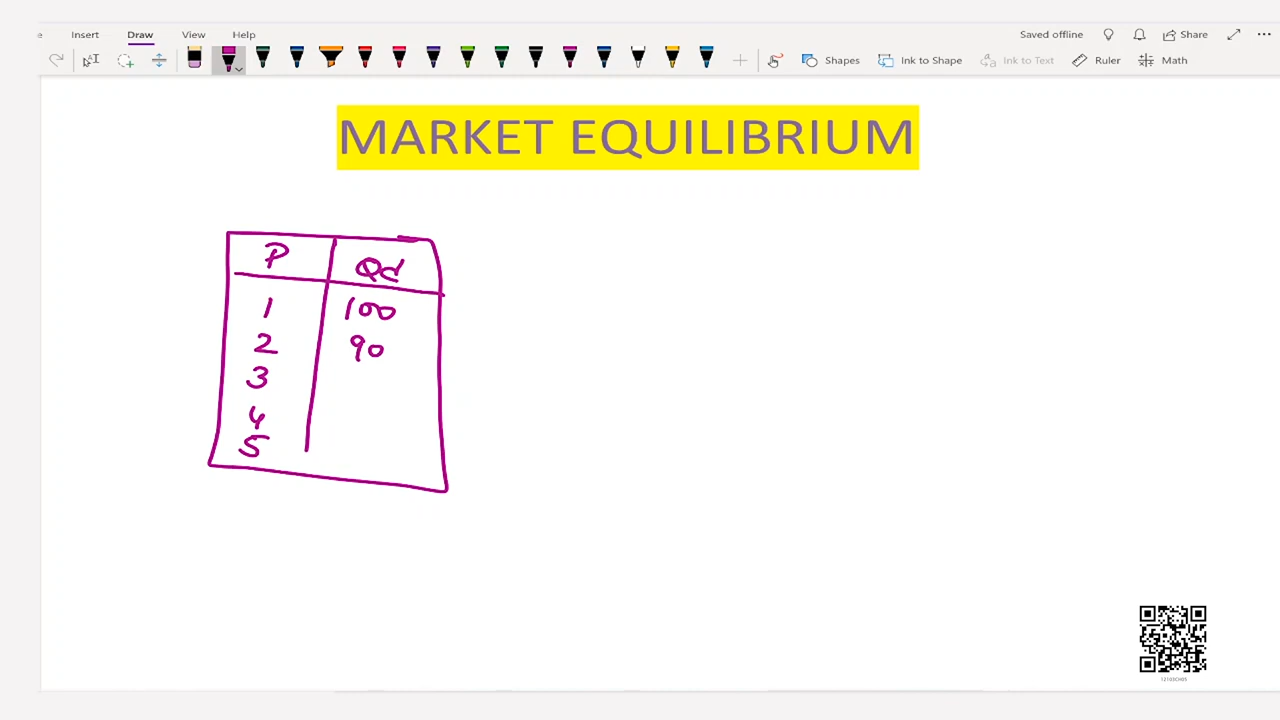 Insert Draw View Help Saved offline Share
Shapes Ink to Shape Ink to Text Ruler Math
MARKET EQUILIBRIUM
P Qd
1 100
2 90
3
4
5
12103CH05